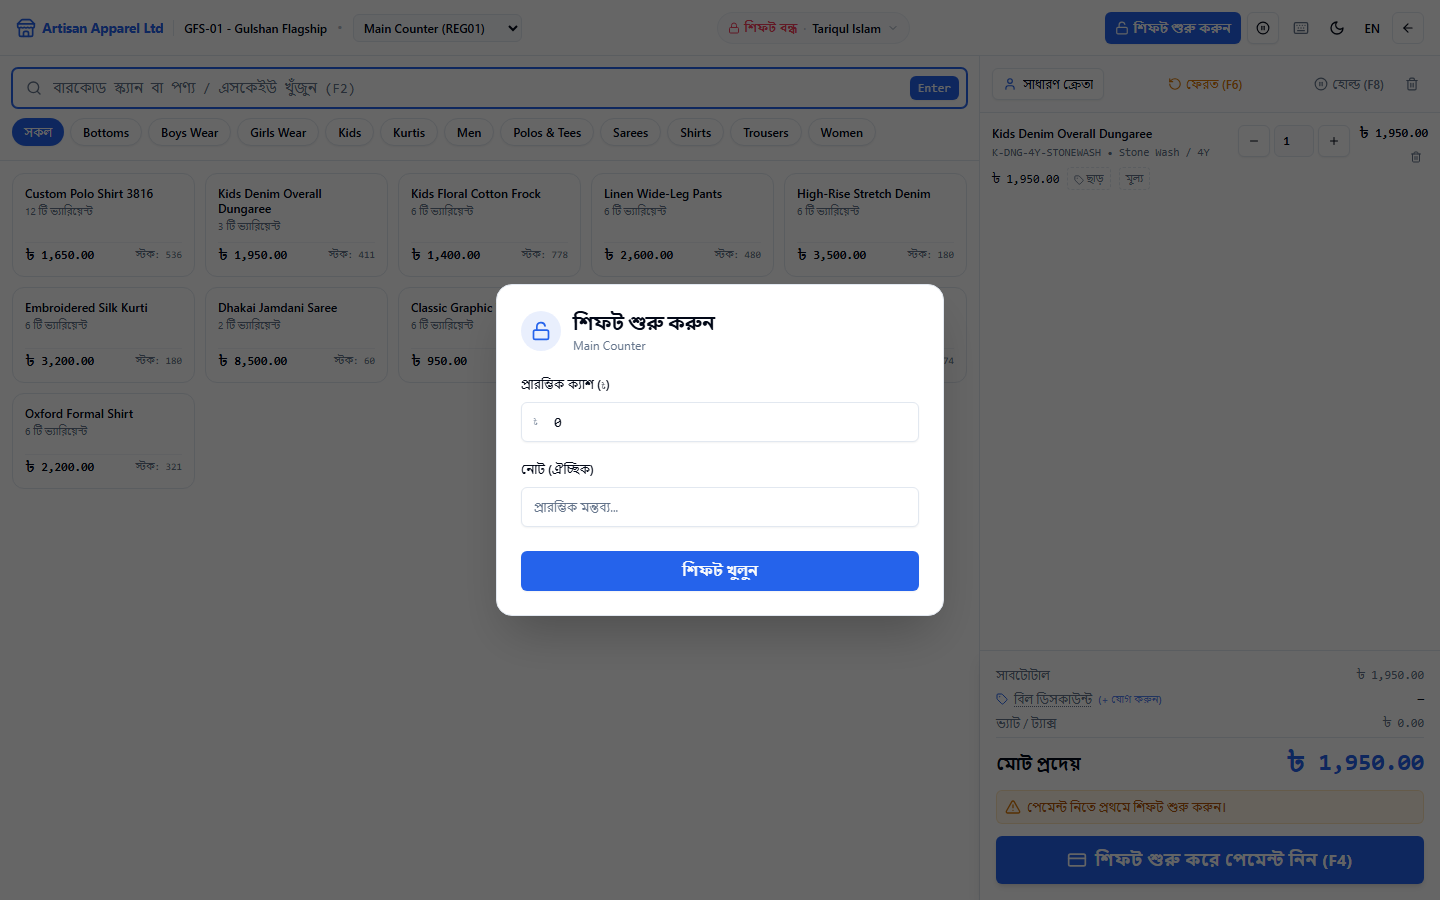 Artisan Apparel Ltd
GFS-01 - Gulshan Flagship
Main Counter (REG01)
শিফট বন্ধ · Tariqul Islam
শিফট শুরু করুন
EN
বারকোড স্ক্যান বা পণ্য / এসকেইউ খুঁজুন (F2)
Enter
সকল
Bottoms
Boys Wear
Girls Wear
Kids
Kurtis
Men
Polos & Tees
Sarees
Shirts
Trousers
Women
Custom Polo Shirt 3816
12 টি ভ্যারিয়েন্ট
৳ 1,650.00
স্টক: 536
Kids Denim Overall
Dungaree
3 টি ভ্যারিয়েন্ট
৳ 1,950.00
স্টক: 411
Kids Floral Cotton Frock
6 টি ভ্যারিয়েন্ট
৳ 1,400.00
স্টক: 778
Linen Wide-Leg Pants
6 টি ভ্যারিয়েন্ট
৳ 2,600.00
স্টক: 480
High-Rise Stretch Denim
6 টি ভ্যারিয়েন্ট
৳ 3,500.00
স্টক: 180
Embroidered Silk Kurti
6 টি ভ্যারিয়েন্ট
৳ 3,200.00
স্টক: 180
Dhakai Jamdani Saree
2 টি ভ্যারিয়েন্ট
৳ 8,500.00
স্টক: 60
Classic Graphic
6 টি ভ্যারিয়েন্ট
৳ 950.00
74
Oxford Formal Shirt
6 টি ভ্যারিয়েন্ট
৳ 2,200.00
স্টক: 321
শিফট শুরু করুন
Main Counter
প্রারম্ভিক ক্যাশ (৳)
৳ 0
নোট (ঐচ্ছিক)
প্রারম্ভিক মন্তব্য...
শিফট খুলুন
সাধারণ ক্রেতা
ফেরত (F6)
হোল্ড (F8)
Kids Denim Overall Dungaree
K-DNG-4Y-STONEWASH • Stone Wash / 4Y
৳ 1,950.00
ছাড়
মূল্য
1
৳ 1,950.00
সাবটোটাল
৳ 1,950.00
বিল ডিসকাউন্ট (+ যোগ করুন)
—
ভ্যাট / ট্যাক্স
৳ 0.00
মোট প্রদেয়
৳ 1,950.00
পেমেন্ট নিতে প্রথমে শিফট শুরু করুন।
শিফট শুরু করে পেমেন্ট নিন (F4)